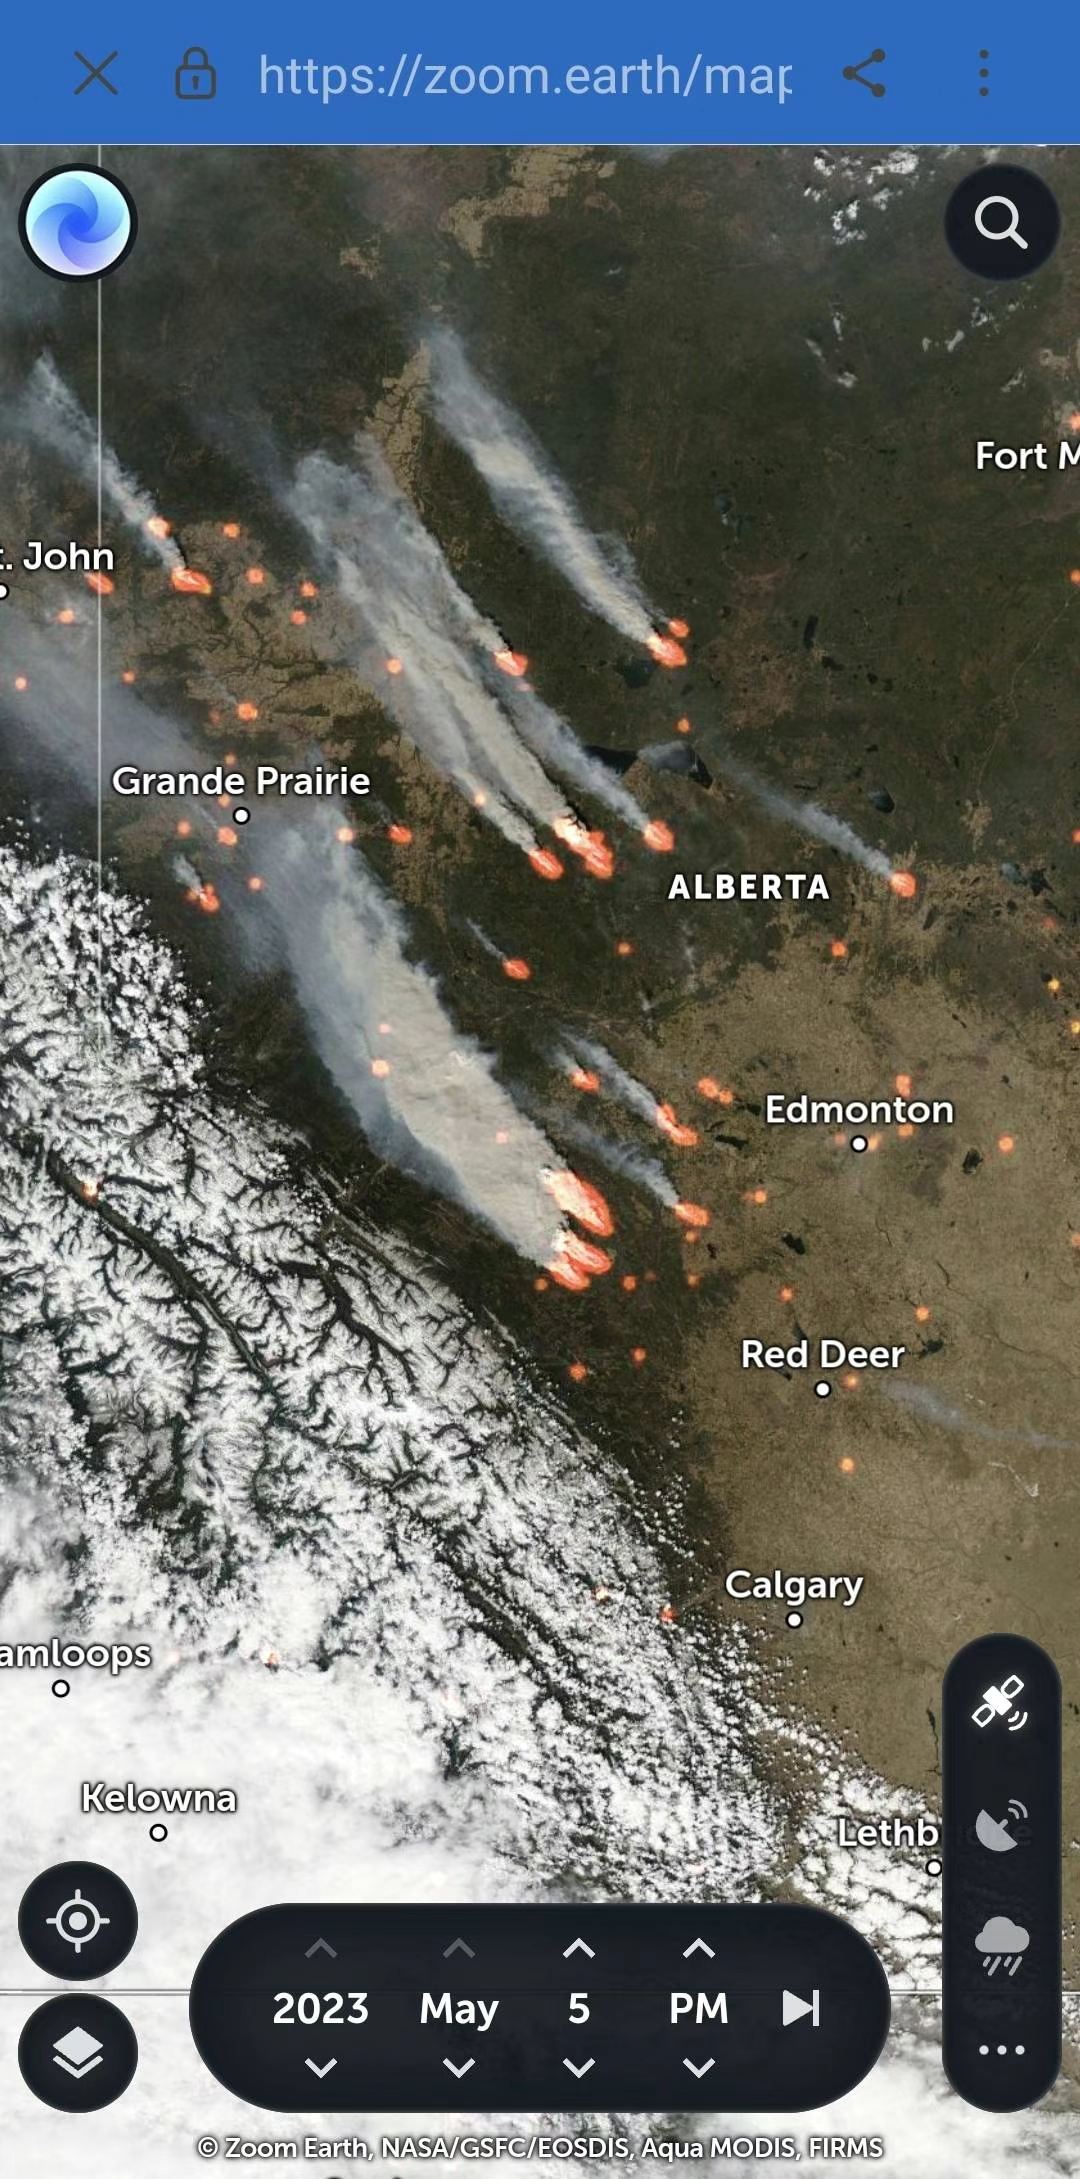 https://zoom.earth/map
Fort M
t. John
Grande Prairie
ALBERTA
Edmonton
Red Deer
Calgary
amloops
Kelowna
Lethb
2023 May 5 PM
© Zoom Earth, NASA/GSFC/EOSDIS, Aqua MODIS, FIRMS